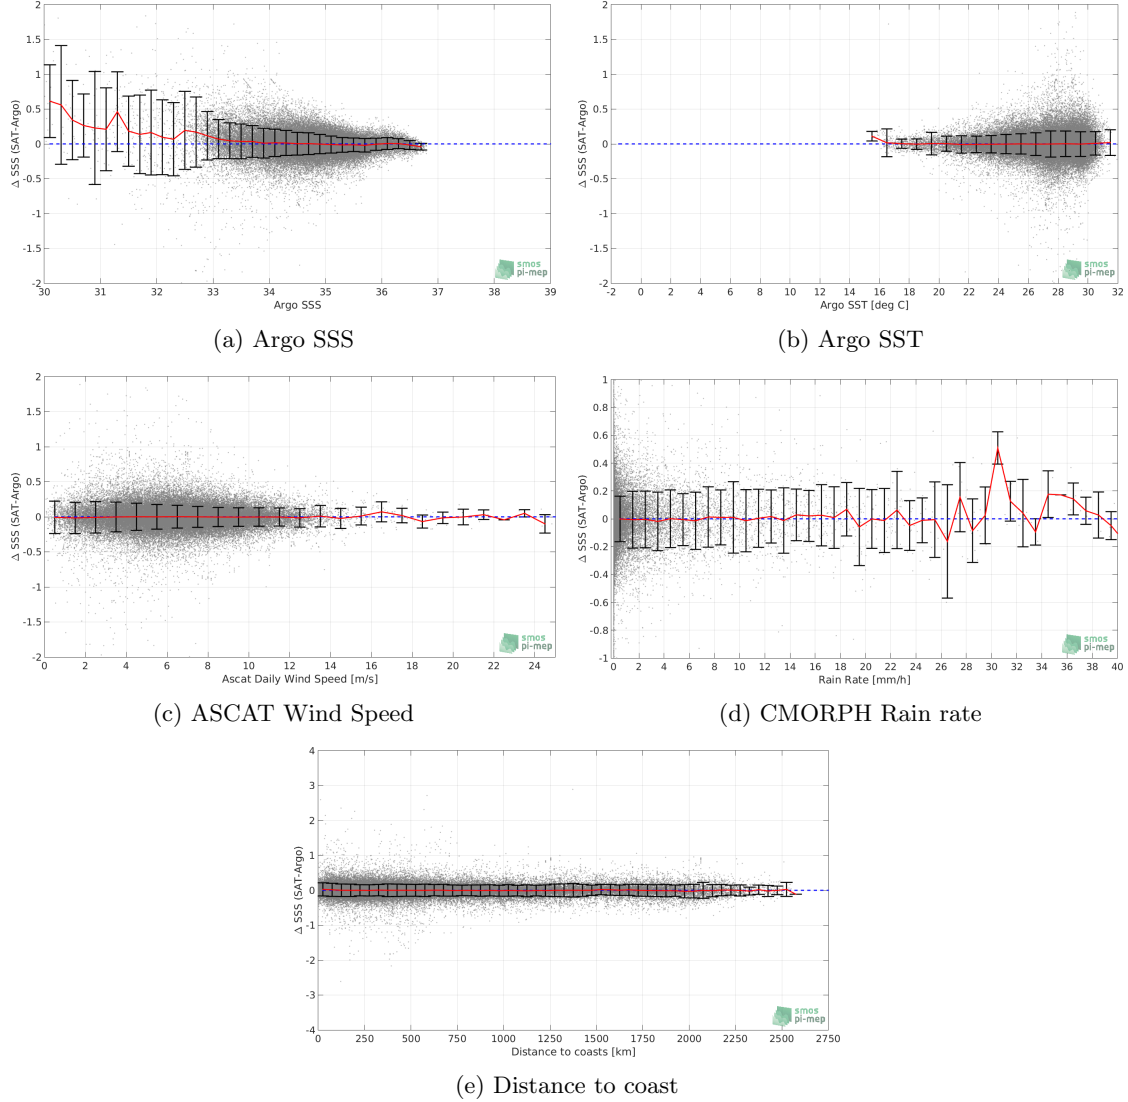 2
1.5
1
0.5
0
-0.5
-1
-1.5
-2
Δ SSS (SAT-Argo)
30 31 32 33 34 35 36 37 38 39
Argo SSS
smos
pi-mep
(a) Argo SSS
2
1.5
1
0.5
0
-0.5
-1
-1.5
-2
Δ SSS (SAT-Argo)
-2 0 2 4 6 8 10 12 14 16 18 20 22 24 26 28 30 32
Argo SST [deg C]
smos
pi-mep
(b) Argo SST
2
1.5
1
0.5
0
-0.5
-1
-1.5
-2
Δ SSS (SAT-Argo)
0 2 4 6 8 10 12 14 16 18 20 22 24
Ascat Daily Wind Speed [m/s]
smos
pi-mep
(c) ASCAT Wind Speed
1
0.8
0.6
0.4
0.2
0
-0.2
-0.4
-0.6
-0.8
-1
Δ SSS (SAT-Argo)
0 2 4 6 8 10 12 14 16 18 20 22 24 26 28 30 32 34 36 38 40
Rain Rate [mm/h]
smos
pi-mep
(d) CMORPH Rain rate
4
3
2
1
0
-1
-2
-3
-4
Δ SSS (SAT-Argo)
0 250 500 750 1000 1250 1500 1750 2000 2250 2500 2750
Distance to coasts [km]
smos
pi-mep
(e) Distance to coast